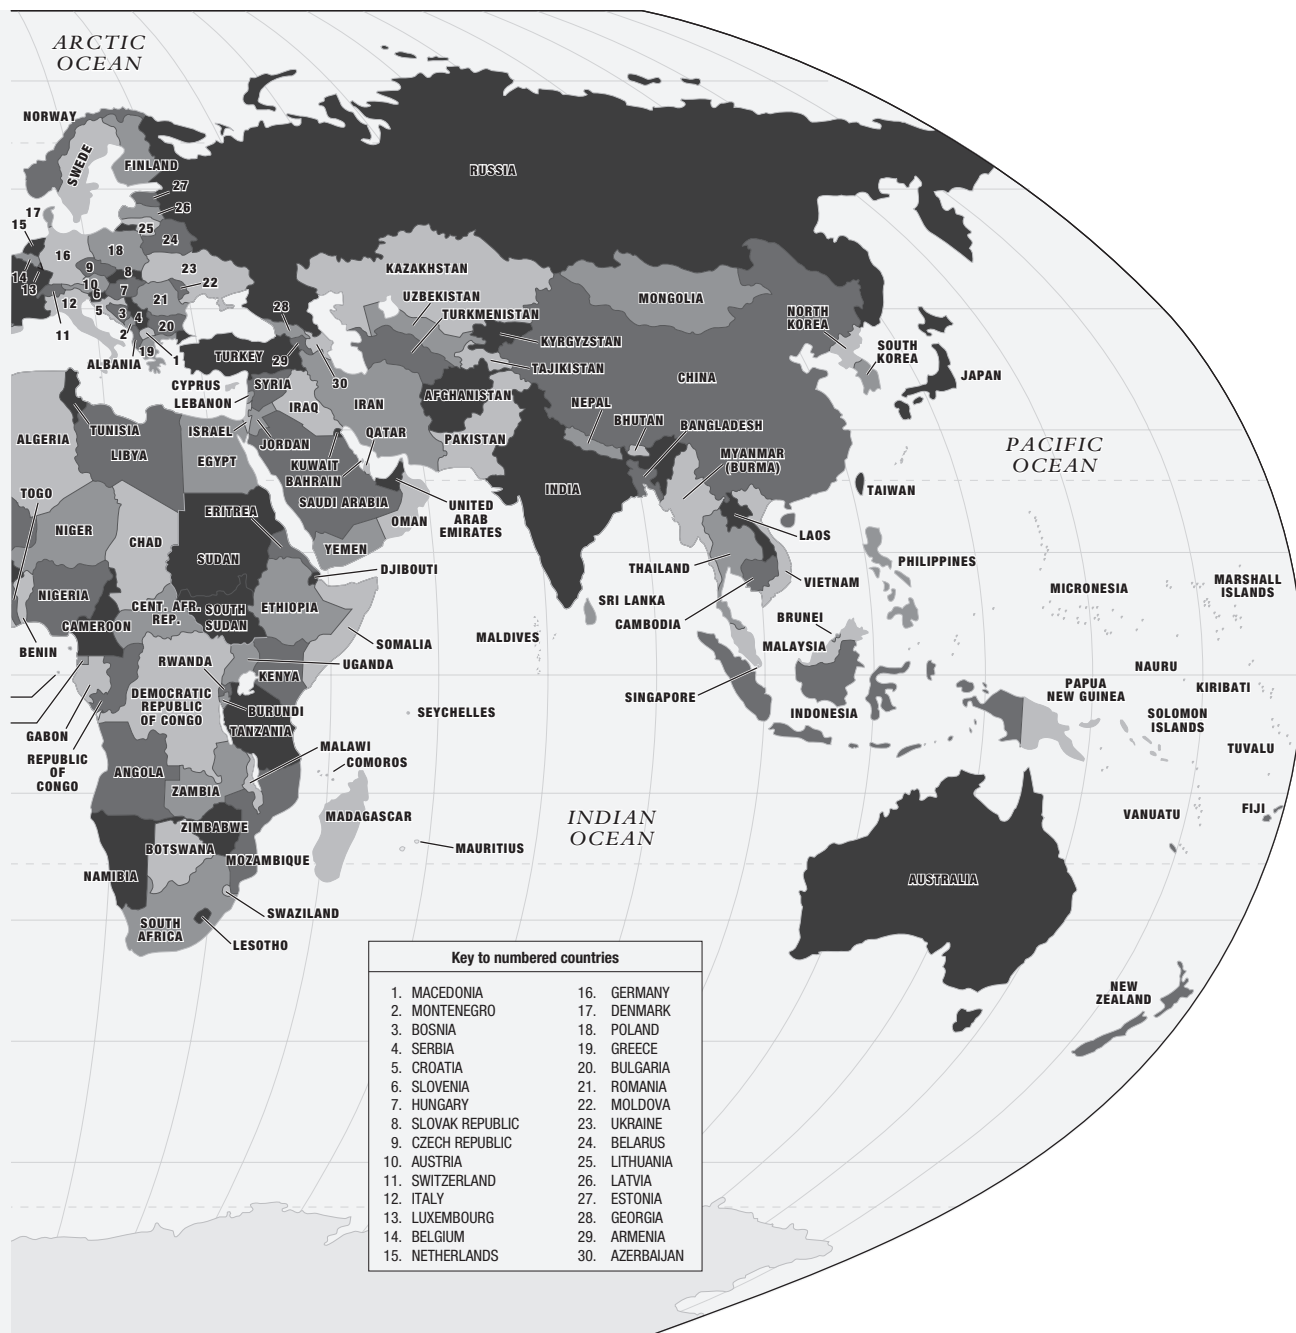 ARCTIC
OCEAN
NORWAY
SWEDE
FINLAND
RUSSIA
27
26
17
15
25
24
16
18
14
13
9
8
23
10
6
7
22
12
5
3
4
21
11
2
20
19
1
ALBANIA
28
29
30
KAZAKHSTAN
UZBEKISTAN
TURKMENISTAN
MONGOLIA
NORTH
KOREA
SOUTH
KOREA
KYRGYZSTAN
TAJIKISTAN
JAPAN
CHINA
TURKEY
CYPRUS
LEBANON
SYRIA
IRAQ
IRAN
AFGHANISTAN
NEPAL
BHUTAN
BANGLADESH
PACIFIC
OCEAN
ALGERIA
TUNISIA
LIBYA
ISRAEL
EGYPT
JORDAN
KUWAIT
BAHRAIN
QATAR
PAKISTAN
MYANMAR
(BURMA)
TOGO
SAUDI ARABIA
UNITED
ARAB
EMIRATES
INDIA
TAIWAN
NIGER
CHAD
ERITREA
OMAN
LAOS
SUDAN
YEMEN
DJIBOUTI
THAILAND
VIETNAM
PHILIPPINES
NIGERIA
CENT. AFR.
REP.
SOUTH
SUDAN
ETHIOPIA
SRI LANKA
MICRONESIA
MARSHALL
ISLANDS
CAMEROON
CAMBODIA
BRUNEI
BENIN
SOMALIA
MALDIVES
MALAYSIA
RWANDA
UGANDA
KENYA
NAURU
DEMOCRATIC
REPUBLIC
OF CONGO
BURUNDI
TANZANIA
SEYCHELLES
SINGAPORE
INDONESIA
PAPUA
NEW GUINEA
KIRIBATI
SOLOMON
ISLANDS
GABON
REPUBLIC
OF
CONGO
ANGOLA
ZAMBIA
MALAWI
COMOROS
TUVALU
MADAGASCAR
INDIAN
OCEAN
VANUATU
FIJI
ZIMBABWE
BOTSWANA
MOZAMBIQUE
MAURITIUS
NAMIBIA
AUSTRALIA
SOUTH
AFRICA
SWAZILAND
LESOTHO
NEW
ZEALAND
Key to numbered countries
1. MACEDONIA
2. MONTENEGRO
3. BOSNIA
4. SERBIA
5. CROATIA
6. SLOVENIA
7. HUNGARY
8. SLOVAK REPUBLIC
9. CZECH REPUBLIC
10. AUSTRIA
11. SWITZERLAND
12. ITALY
13. LUXEMBOURG
14. BELGIUM
15. NETHERLANDS
16. GERMANY
17. DENMARK
18. POLAND
19. GREECE
20. BULGARIA
21. ROMANIA
22. MOLDOVA
23. UKRAINE
24. BELARUS
25. LITHUANIA
26. LATVIA
27. ESTONIA
28. GEORGIA
29. ARMENIA
30. AZERBAIJAN